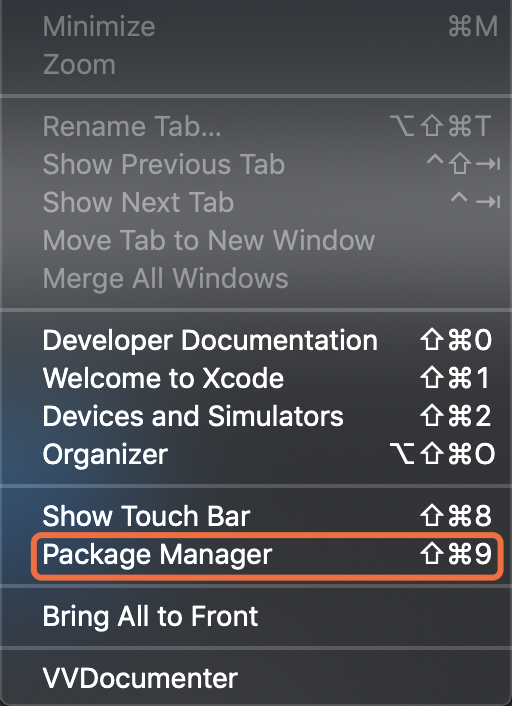 Minimize ⌘M
Zoom
Rename Tab... ⌥⇧⌘T
Show Previous Tab ^⇧⇥
Show Next Tab ^⇥
Move Tab to New Window
Merge All Windows
Developer Documentation ⇧⌘0
Welcome to Xcode ⇧⌘1
Devices and Simulators ⇧⌘2
Organizer ⌥⇧⌘O
Show Touch Bar ⇧⌘8
Package Manager ⇧⌘9
Bring All to Front
VVDocumenter